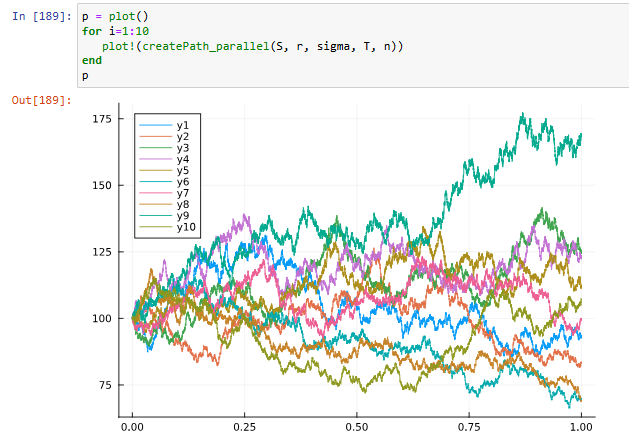 In [189]: p = plot()
for i=1:10
plot!(createPath_parallel(S, r, sigma, T, n))
end
p
Out[189]:
175
150
125
100
75
y1
y2
y3
y4
y5
y6
y7
y8
y9
y10
0.00 0.25 0.50 0.75 1.00